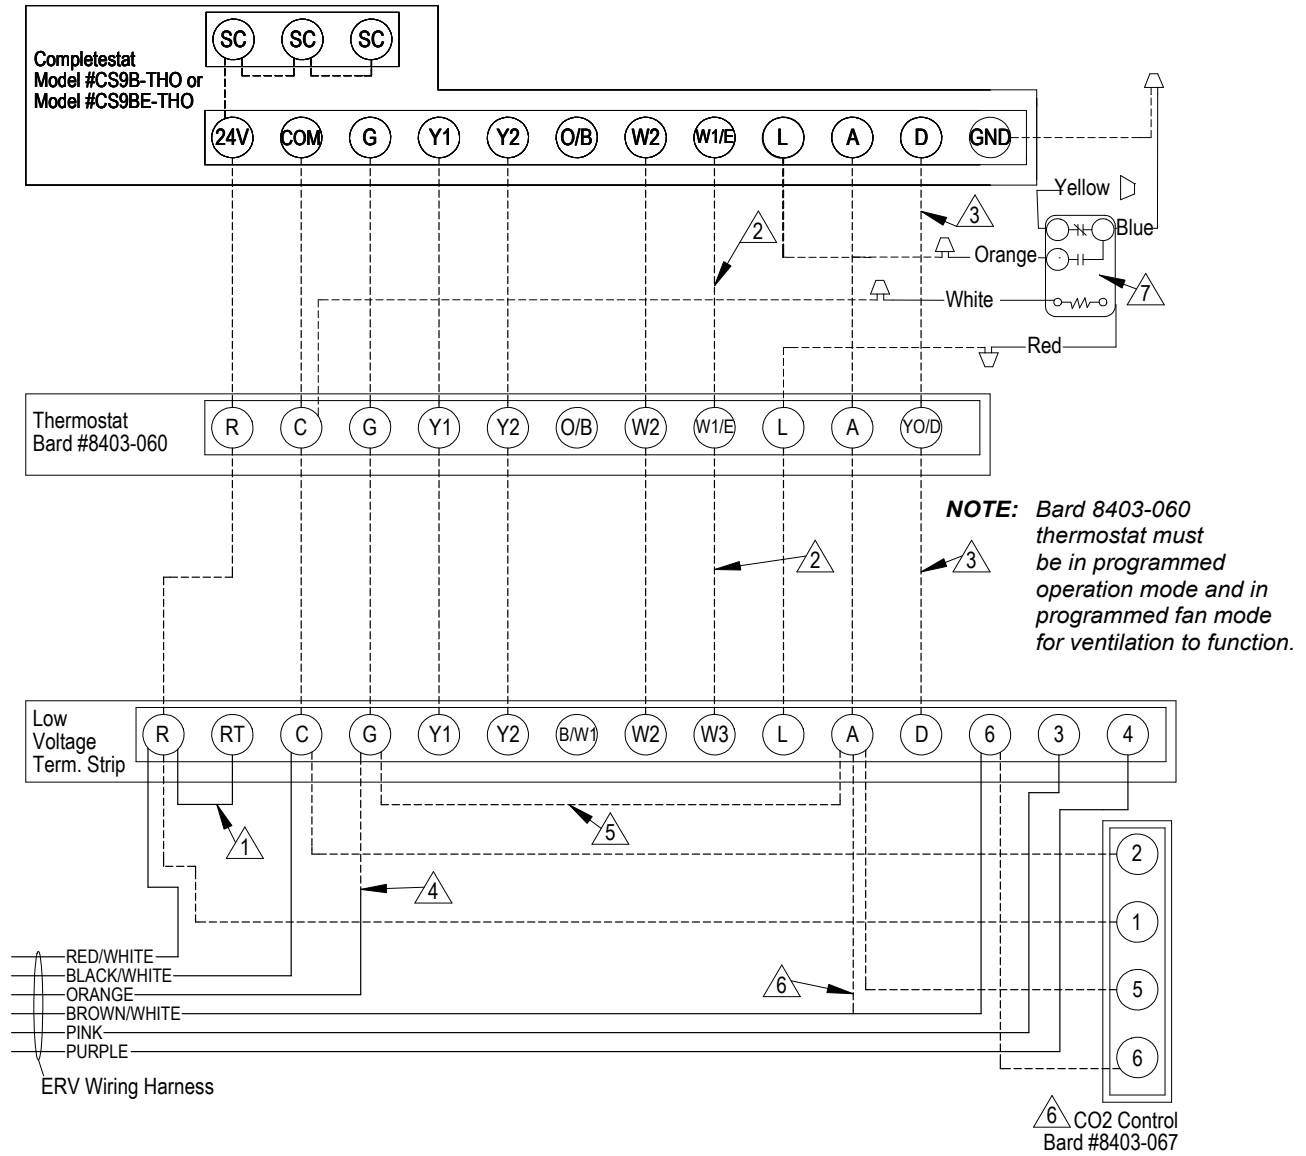 SC SC SC
Completestat
Model #CS9B-THO or
Model #CS9BE-THO
24V COM G Y1 Y2 O/B W2 W1/E L A D GND
Yellow
3
2
Blue
Orange
7
White
Red
Thermostat
Bard #8403-060
R C G Y1 Y2 O/B W2 W1/E L A YO/D
NOTE: Bard 8403-060
thermostat must
be in programmed
operation mode and in
programmed fan mode
for ventilation to function.
2
3
Low
Voltage
Term. Strip
R RT C G Y1 Y2 B/W1 W2 W3 L A D 6 3 4
1
5
2
4
1
RED/WHITE
BLACK/WHITE
ORANGE
BROWN/WHITE
PINK
PURPLE
6
5
6
ERV Wiring Harness
6 CO2 Control
Bard #8403-067